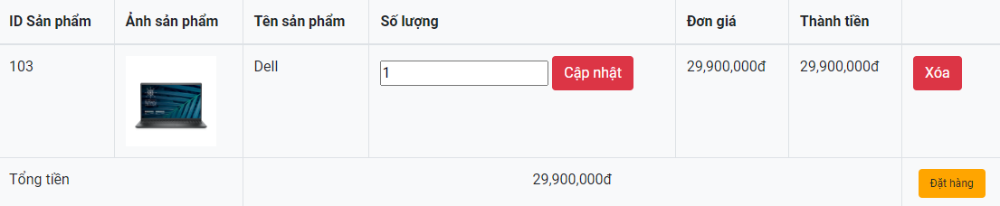 ID Sản phẩm Ảnh sản phẩm Tên sản phẩm Số lượng Đơn giá Thành tiền
103 Dell 1 Cập nhật 29,900,000đ 29,900,000đ Xóa
Tổng tiền 29,900,000đ Đặt hàng